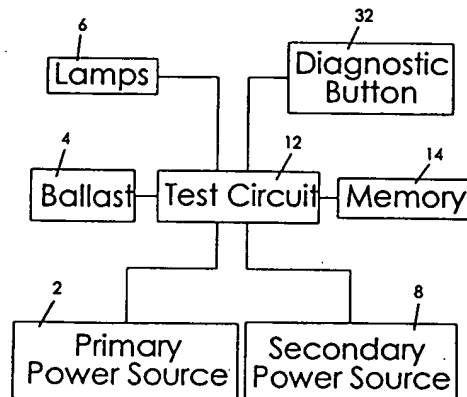 6
Lamps
32
Diagnostic
Button
4
Ballast
12
Test Circuit
14
Memory
2
Primary
Power Source
8
Secondary
Power Source